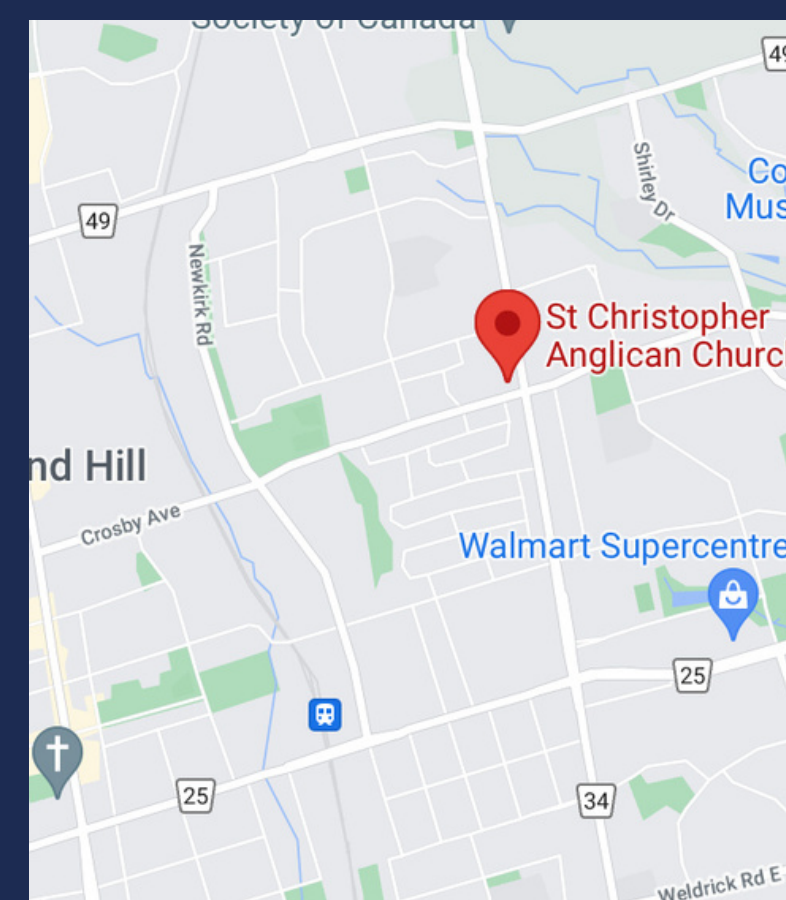 Society of Canada
49
Shirley Dr
Co
Mus
49
Newkirk Rd
St Christopher
Anglican Churc
nd Hill
Crosby Ave
Walmart Supercentre
25
25
34
Weldrick Rd E